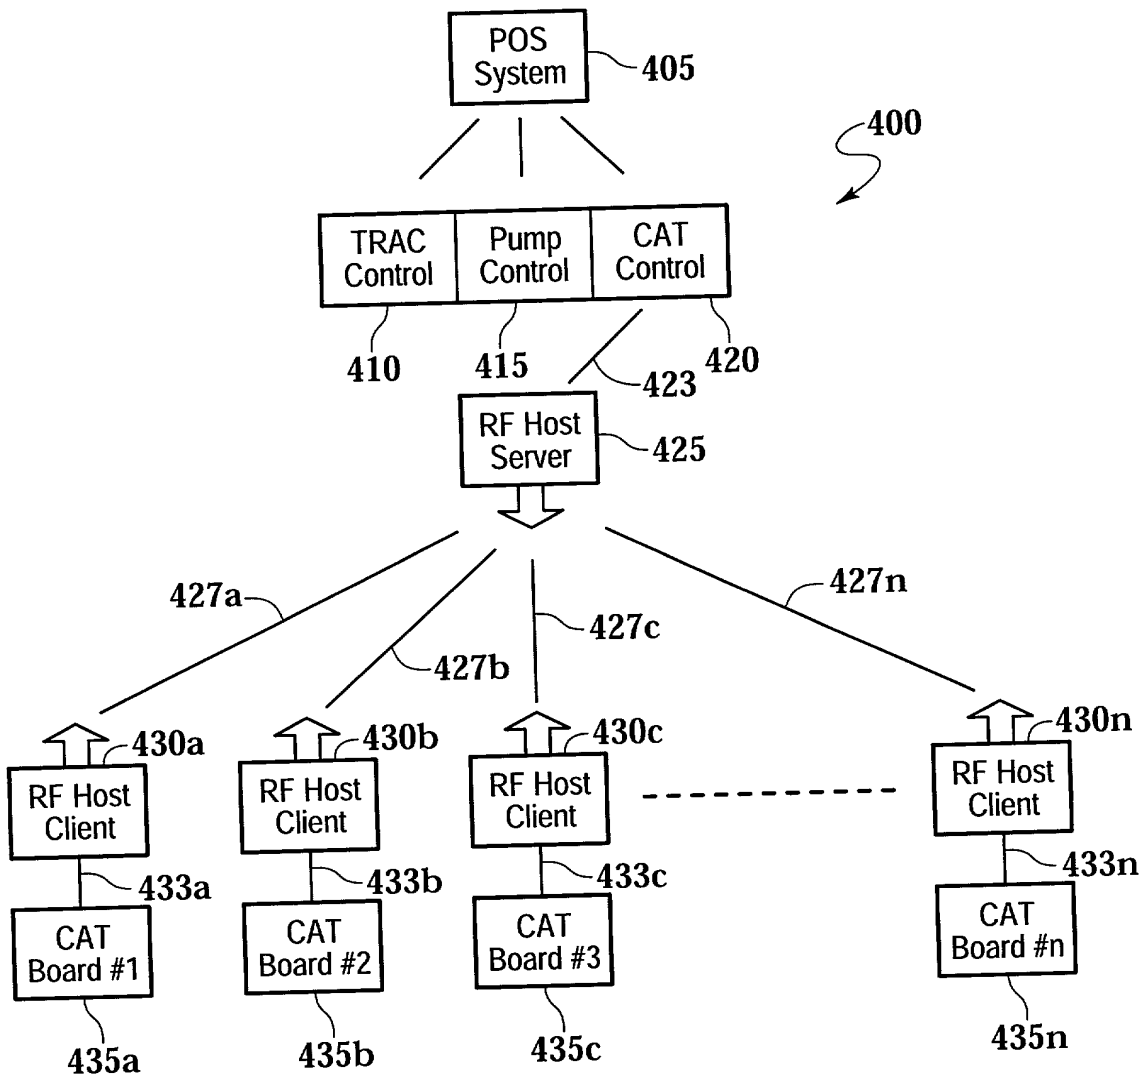 POS
System
405
400
TRAC
Control
Pump
Control
CAT
Control
410
415
420
423
RF Host
Server
425
427a
427b
427c
427n
430a
430b
430c
430n
RF Host
Client
RF Host
Client
RF Host
Client
RF Host
Client
433a
433b
433c
433n
CAT
Board #1
CAT
Board #2
CAT
Board #3
CAT
Board #n
435a
435b
435c
435n